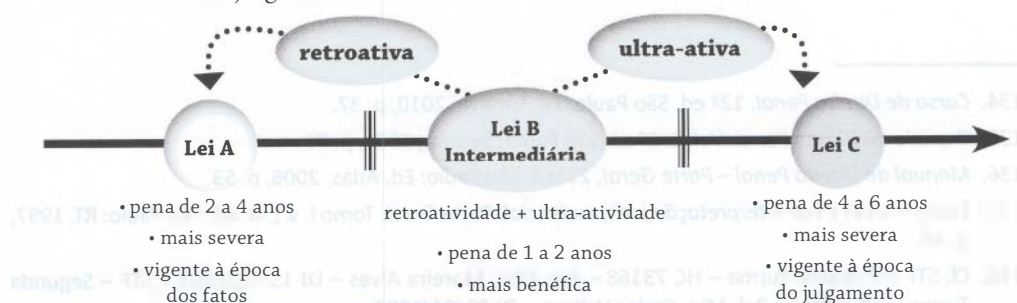 retroativa
ultra-ativa
Lei A
Lei B
Intermediária
Lei C
• pena de 2 a 4 anos
• mais severa
• vigente à época
dos fatos
retroatividade + ultra-atividade
• pena de 1 a 2 anos
• mais benéfica
• pena de 4 a 6 anos
• mais severa
• vigente à época
do julgamento